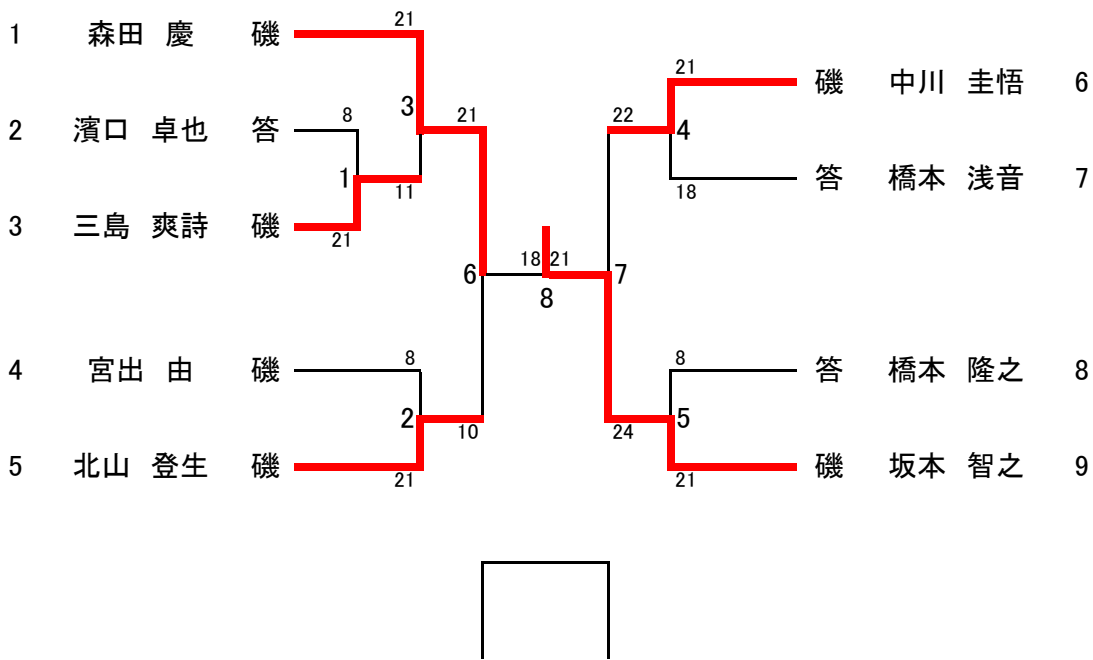 21
1 森田 慶 磯
21
磯 中川 圭悟 6
3 21 22 4
2 濱口 卓也 答 8
1 11 18
答 橋本 浅音 7
3 三島 爽詩 磯 21
6 18 21 7
8
4 宮出 由 磯 8
8 答 橋本 隆之 8
2 10 24 5
5 北山 登生 磯 21
21 磯 坂本 智之 9